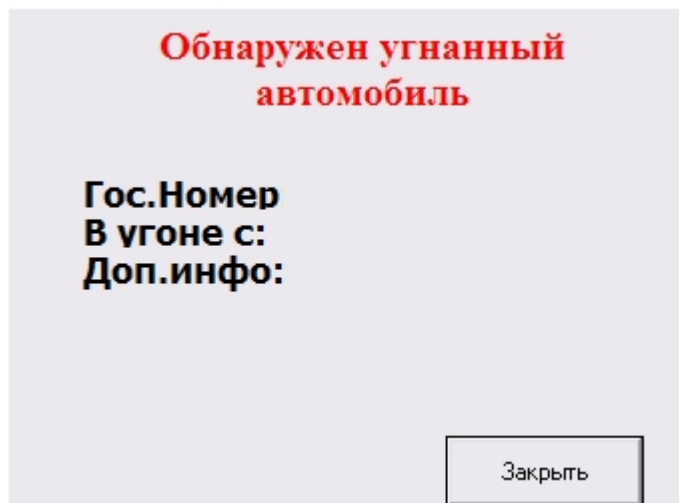 Обнаружен угнанный
автомобиль
Гос.Номер
В угоне с:
Доп.инфо:
Закрыть